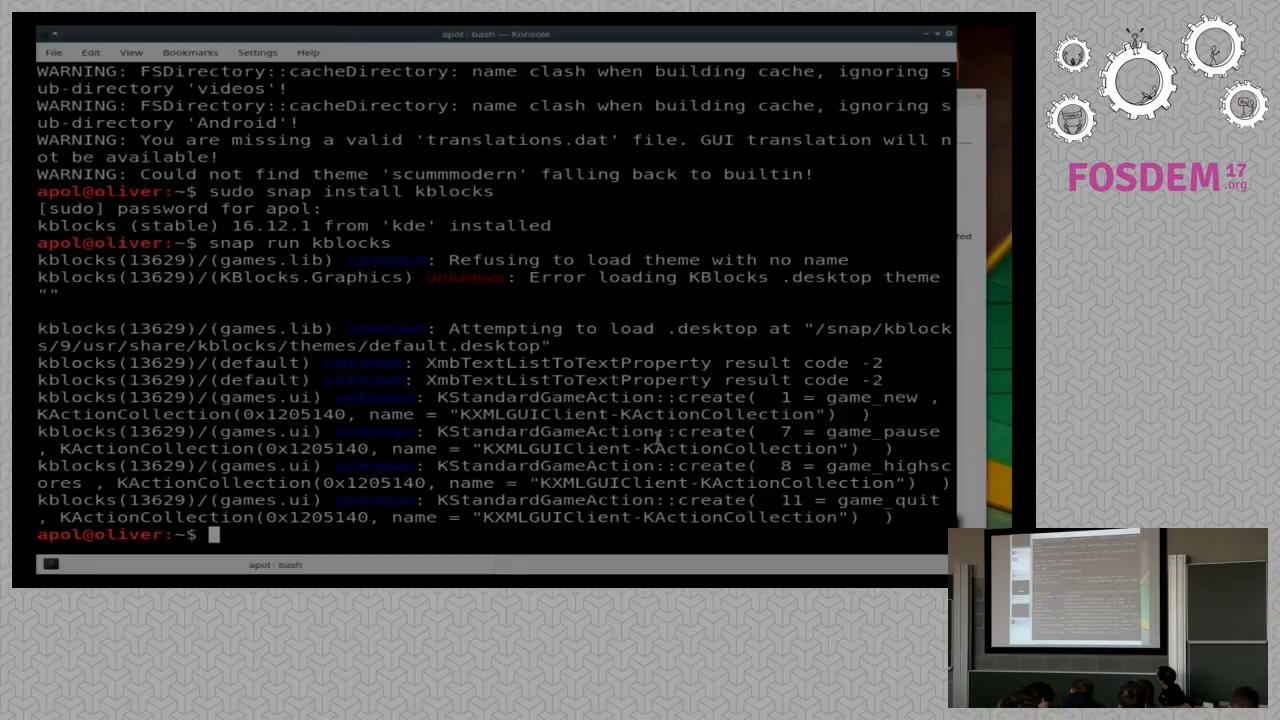 apol : bash — Konsole
File Edit View Bookmarks Settings Help
WARNING: FSDirectory::cacheDirectory: name clash when building cache, ignoring s
ub-directory 'videos'!
WARNING: FSDirectory::cacheDirectory: name clash when building cache, ignoring s
ub-directory 'Android'!
WARNING: You are missing a valid 'translations.dat' file. GUI translation will n
ot be available!
WARNING: Could not find theme 'scummmodern' falling back to builtin!
apol@oliver:~$ sudo snap install kblocks
[sudo] password for apol:
kblocks (stable) 16.12.1 from 'kde' installed
apol@oliver:~$ snap run kblocks
kblocks(13629)/(games.lib) unknown: Refusing to load theme with no name
kblocks(13629)/(KBlocks.Graphics) unknown: Error loading KBlocks .desktop theme
""
kblocks(13629)/(games.lib) unknown: Attempting to load .desktop at "/snap/kblock
s/9/usr/share/kblocks/themes/default.desktop"
kblocks(13629)/(default) unknown: XmbTextListToTextProperty result code -2
kblocks(13629)/(default) unknown: XmbTextListToTextProperty result code -2
kblocks(13629)/(games.ui) unknown: KStandardGameAction::create(  1 = game_new ,
KActionCollection(0x1205140, name = "KXMLGUIClient-KActionCollection")  )
kblocks(13629)/(games.ui) unknown: KStandardGameAction::create(  7 = game_pause
, KActionCollection(0x1205140, name = "KXMLGUIClient-KActionCollection")  )
kblocks(13629)/(games.ui) unknown: KStandardGameAction::create(  8 = game_highsc
ores , KActionCollection(0x1205140, name = "KXMLGUIClient-KActionCollection")  )
kblocks(13629)/(games.ui) unknown: KStandardGameAction::create(  11 = game_quit
, KActionCollection(0x1205140, name = "KXMLGUIClient-KActionCollection")  )
apol@oliver:~$
apol : bash
ted
FOSDEM 17
.org